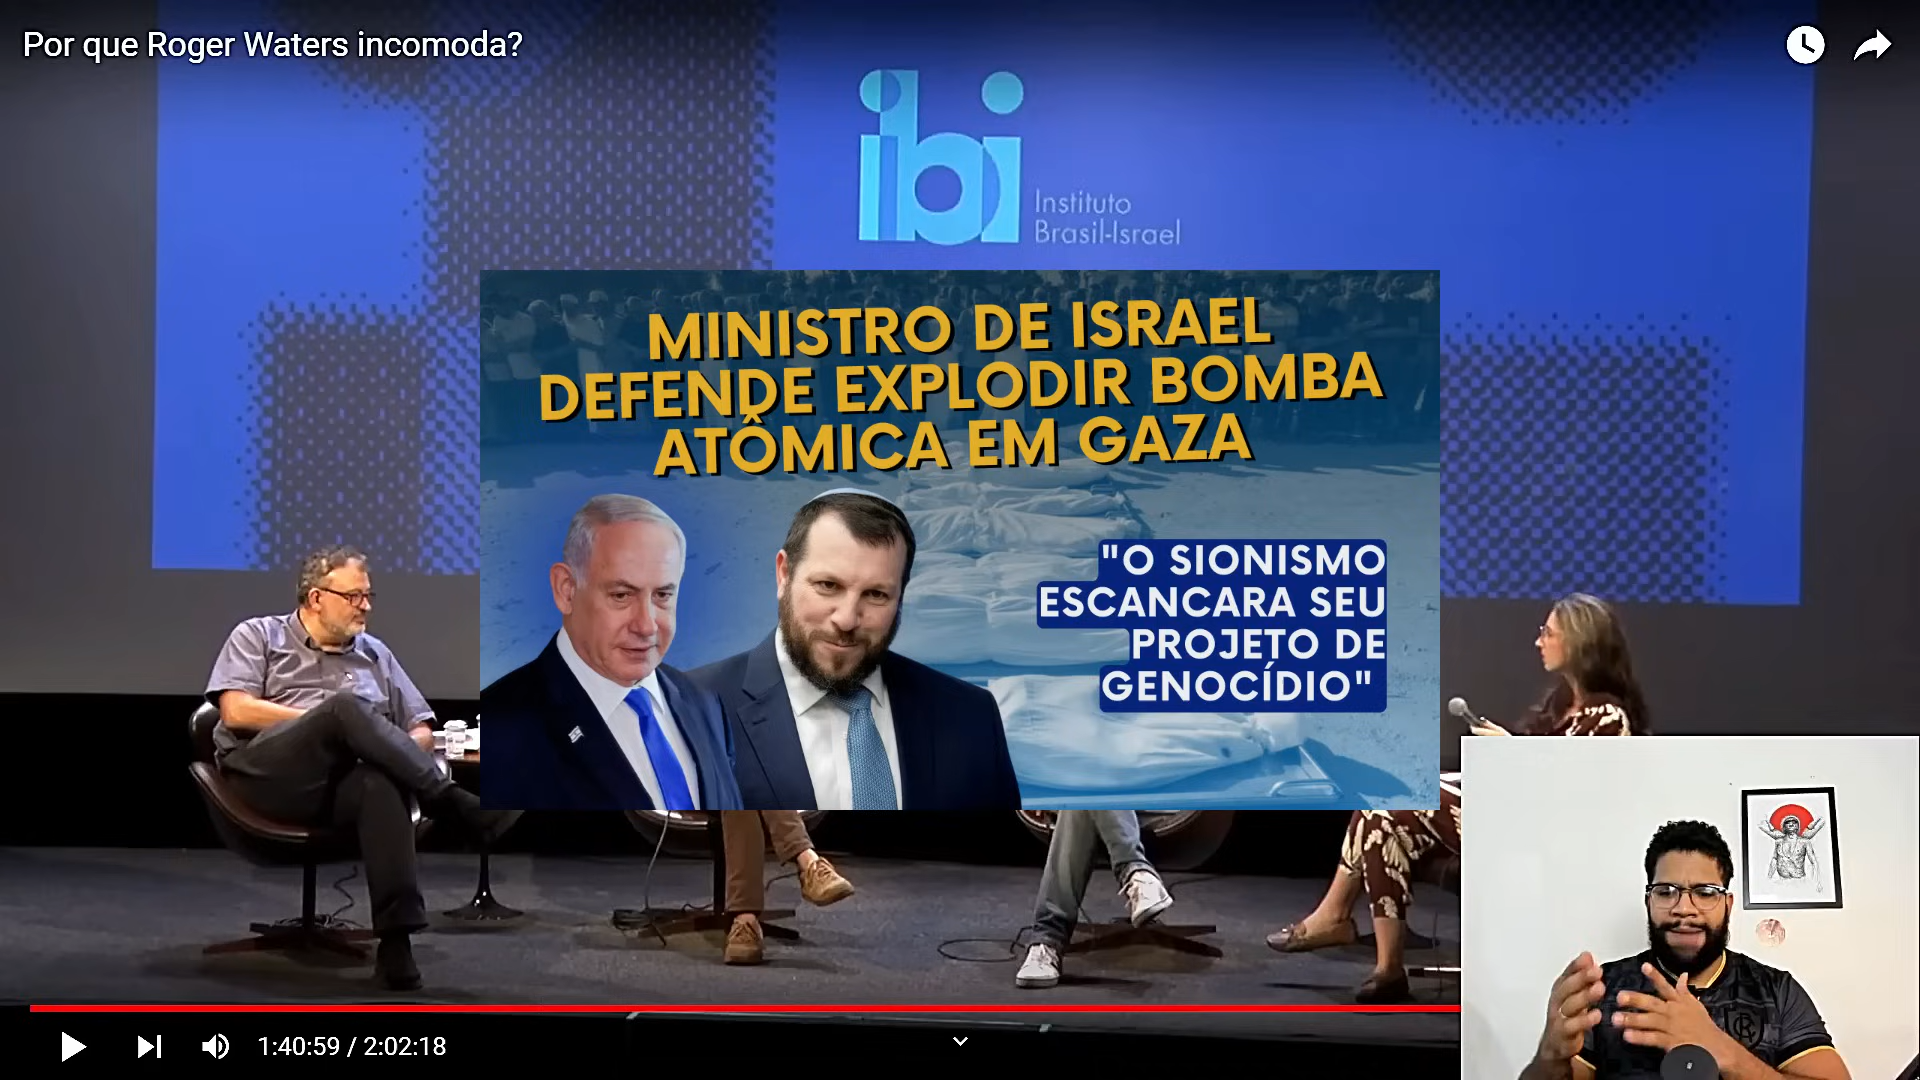 Por que Roger Waters incomoda?
ibi
Instituto
Brasil-Israel
MINISTRO DE ISRAEL
DEFENDE EXPLODIR BOMBA
ATÔMICA EM GAZA
"O SIONISMO
ESCANCARA SEU
PROJETO DE
GENOCÍDIO"
1:40:59 / 2:02:18